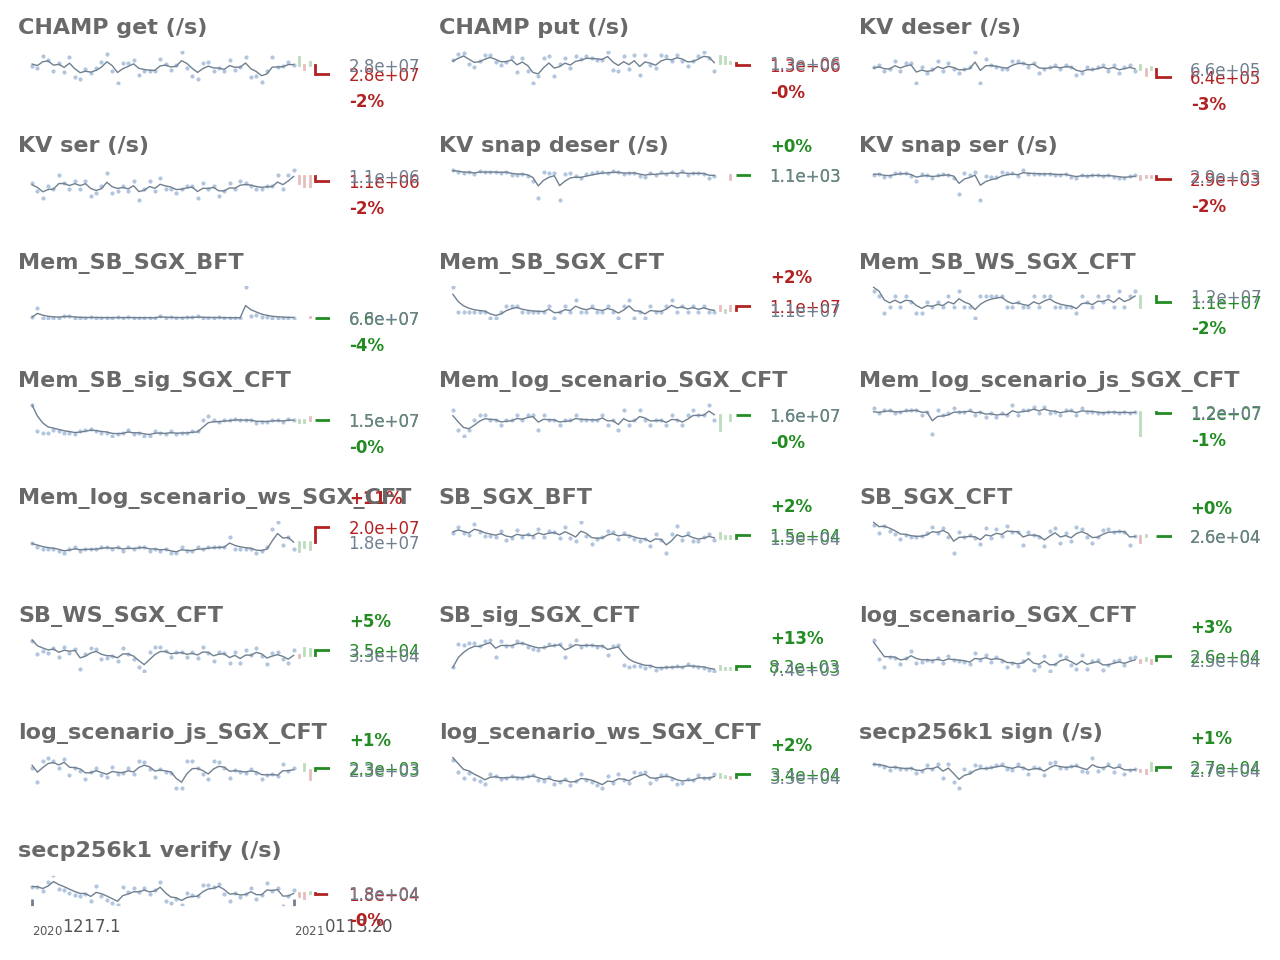 CHAMP get (/s)
2.8e+07
2.8e+07
-2%
CHAMP put (/s)
1.3e+06
1.3e+06
-0%
KV deser (/s)
6.6e+05
6.4e+05
-3%
KV ser (/s)
1.1e+06
1.1e+06
-2%
KV snap deser (/s)
+0%
1.1e+03
KV snap ser (/s)
2.9e+03
2.9e+03
-2%
Mem_SB_SGX_BFT
6.6e+07
-4%
Mem_SB_SGX_CFT
+2%
1.1e+07
1.1e+07
Mem_SB_WS_SGX_CFT
1.2e+07
1.1e+07
-2%
Mem_SB_sig_SGX_CFT
1.5e+07
-0%
Mem_log_scenario_SGX_CFT
1.6e+07
-0%
Mem_log_scenario_js_SGX_CFT
1.2e+07
1.2e+07
-1%
Mem_log_scenario_ws_SGX_CFT
+11%
2.0e+07
1.8e+07
SB_SGX_BFT
+2%
1.5e+04
1.5e+04
SB_SGX_CFT
+0%
2.6e+04
SB_WS_SGX_CFT
+5%
3.5e+04
3.3e+04
SB_sig_SGX_CFT
+13%
8.2e+03
7.4e+03
log_scenario_SGX_CFT
+3%
2.6e+04
2.5e+04
log_scenario_js_SGX_CFT
+1%
2.3e+03
2.3e+03
log_scenario_ws_SGX_CFT
+2%
3.4e+04
3.3e+04
secp256k1 sign (/s)
+1%
2.7e+04
2.7e+04
secp256k1 verify (/s)
1.8e+04
1.8e+04
-0%
2020 1217.1
2021 0113.20